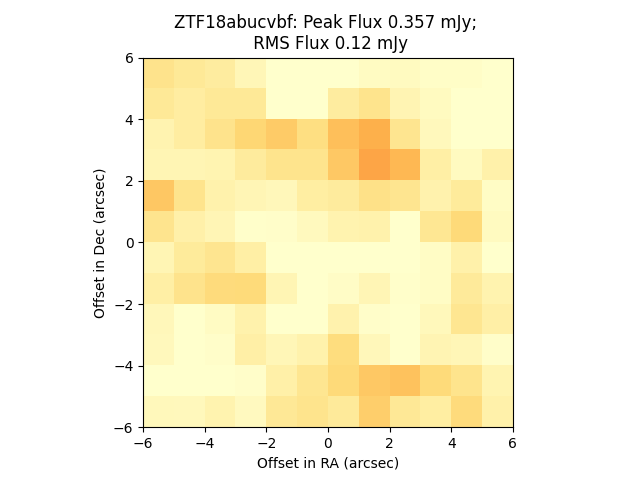 ZTF18abucvbf: Peak Flux 0.357 mJy;
RMS Flux 0.12 mJy
6
4
2
0
−2
−4
−6
Offset in Dec (arcsec)
−6 −4 −2 0 2 4 6
Offset in RA (arcsec)